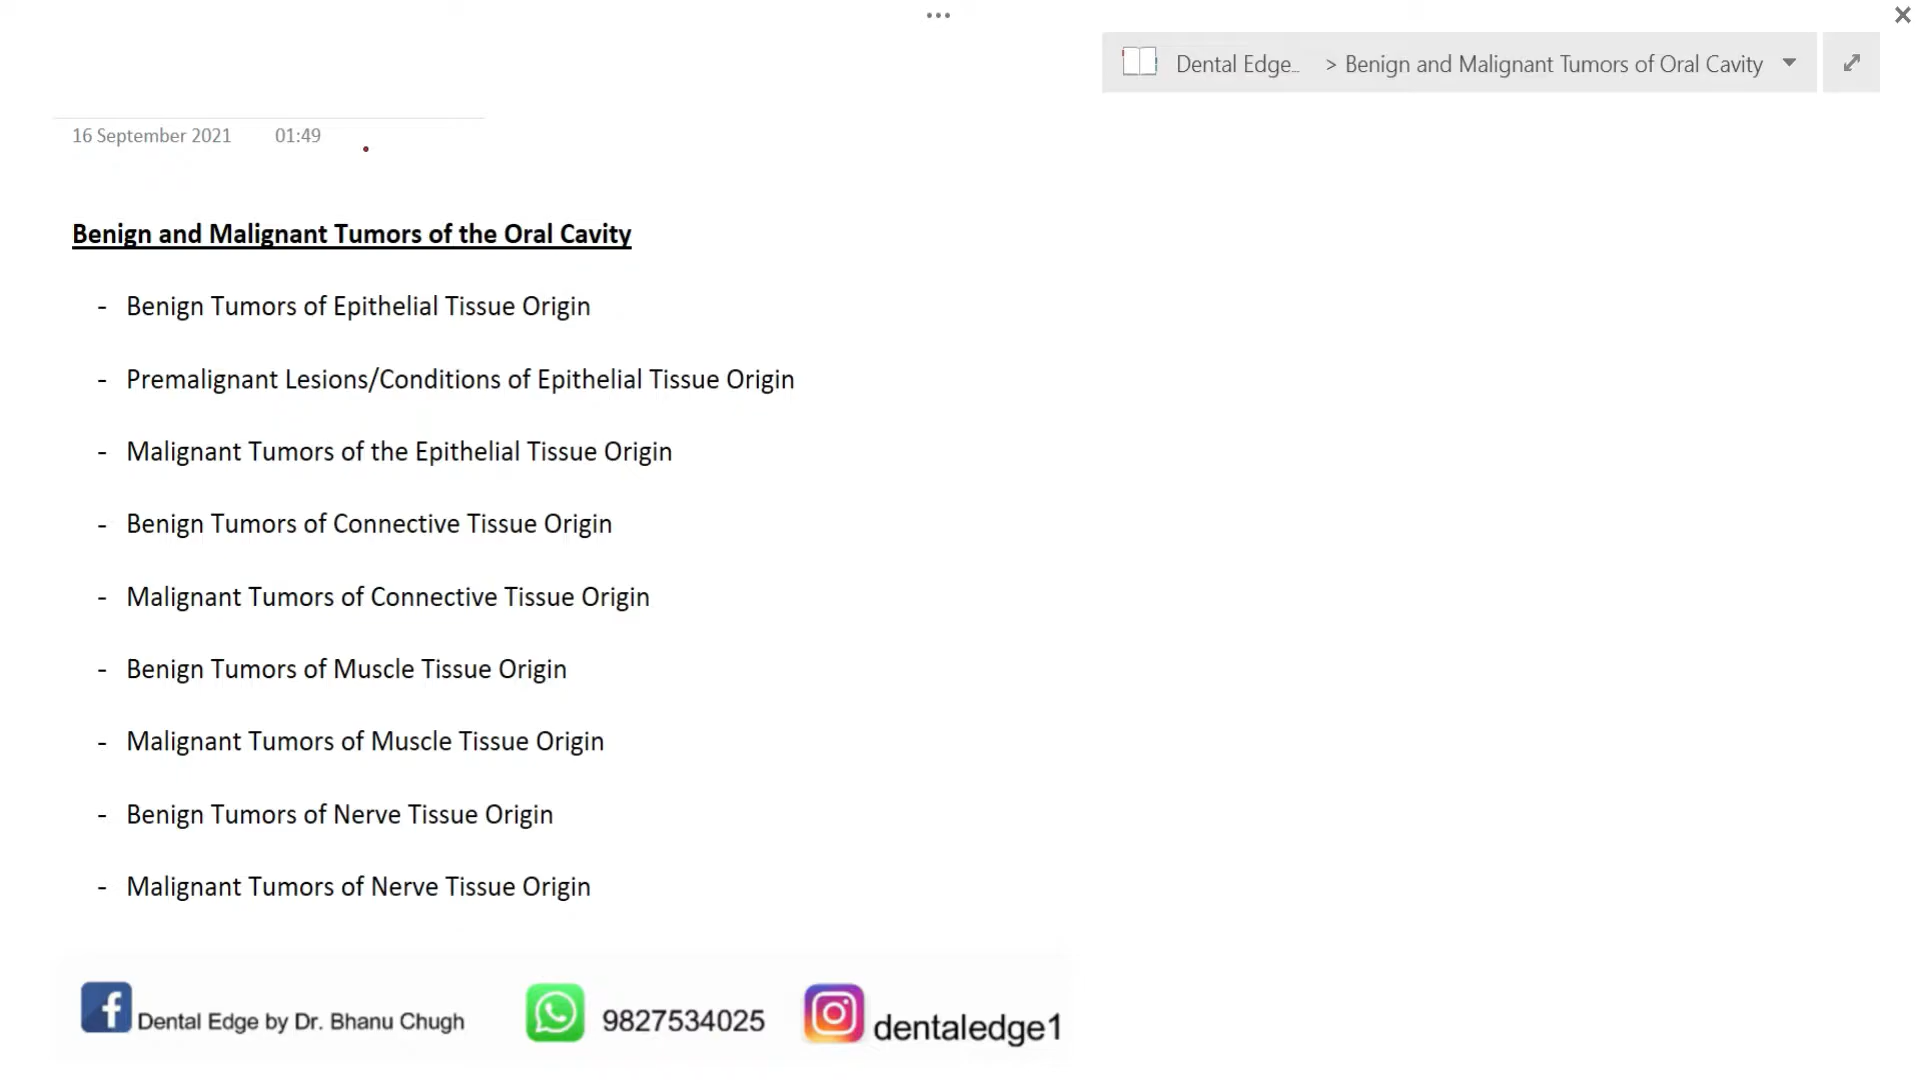 Dental Edge... > Benign and Malignant Tumors of Oral Cavity
16 September 2021 01:49
Benign and Malignant Tumors of the Oral Cavity
- Benign Tumors of Epithelial Tissue Origin
- Premalignant Lesions/Conditions of Epithelial Tissue Origin
- Malignant Tumors of the Epithelial Tissue Origin
- Benign Tumors of Connective Tissue Origin
- Malignant Tumors of Connective Tissue Origin
- Benign Tumors of Muscle Tissue Origin
- Malignant Tumors of Muscle Tissue Origin
- Benign Tumors of Nerve Tissue Origin
- Malignant Tumors of Nerve Tissue Origin
Dental Edge by Dr. Bhanu Chugh 9827534025 dentaledge1